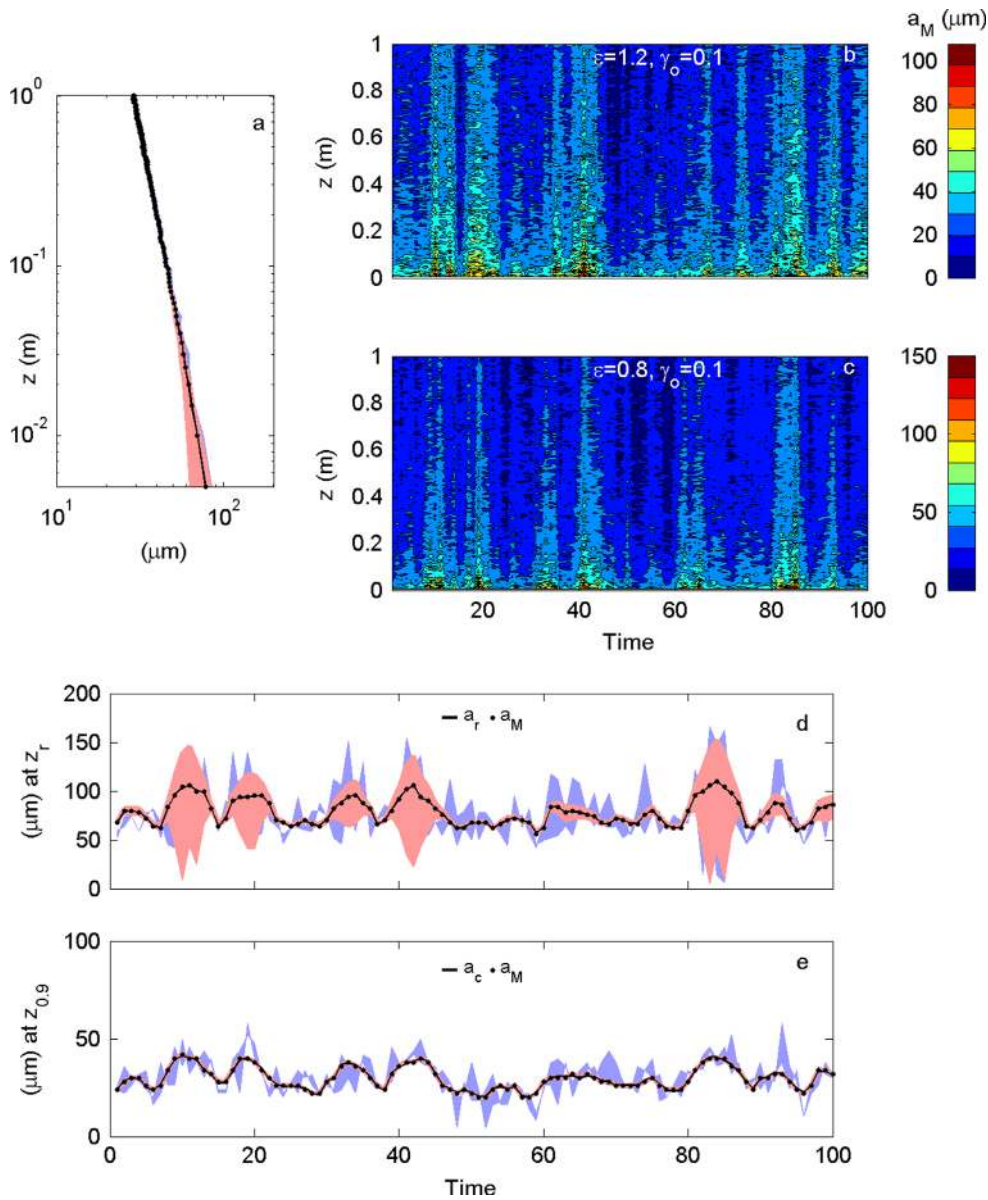 a_M (μm)
1
0.8
0.6
0.4
0.2
0
z (m)
ε=1.2, γ_o=0.1
b
100
80
60
40
20
0
10^0
10^-1
10^-2
z (m)
a
10^1
10^2
(μm)
1
0.8
0.6
0.4
0.2
0
z (m)
ε=0.8, γ_o=0.1
c
20
40
60
80
100
Time
150
100
50
0
200
150
100
50
0
(μm) at z_r
a_r
a_M
d
100
50
0
(μm) at z_0.9
a_c
a_M
e
0
20
40
60
80
100
Time